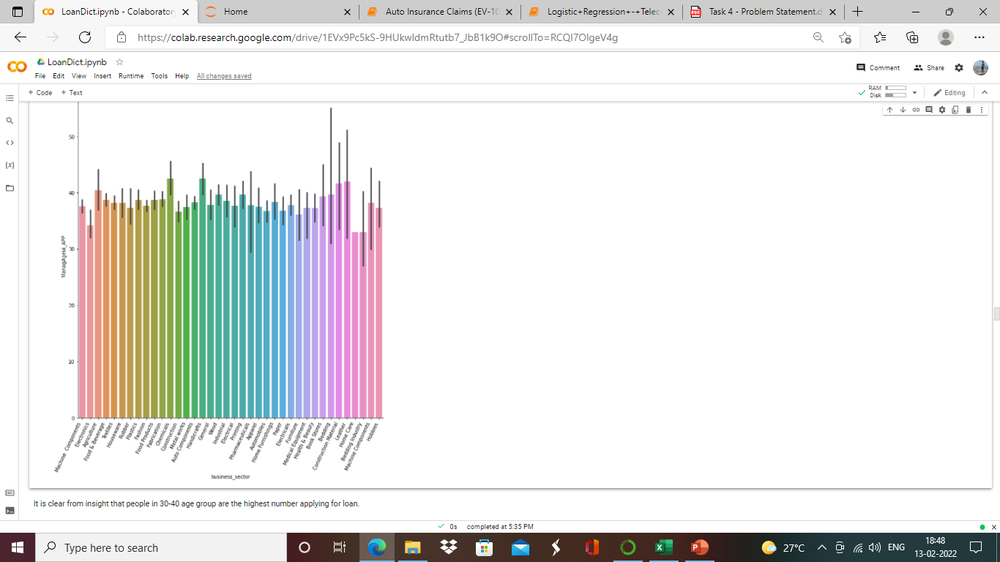 LoanDict.ipynb - Colaboratory
Home
Auto Insurance Claims (EV-10
Logistic+Regression+-+Telec
PDF
Task 4 - Problem Statement.d
https://colab.research.google.com/drive/1EVx9Pc5kS-9HUkwldmRtutb7_JbB1k9O#scrollTo=RCQI7OIgeV4g
LoanDict.ipynb
File Edit View Insert Runtime Tools Help All changes saved
Comment Share
+ Code + Text
RAM
Disk
Editing
50
40
30
20
10
0
business_sector
Machine Components
Electronics
Agriculture
Food & Beverage
Textiles
Houseware
Rubber
Plastics
Fashion
Food Products
Fabrication
Chemicals
Construction
Metal works
Auto Components
Handicrafts
General
Wood
Industrial
Electrical
Printing
Pharmaceuticals
Apparel
Automobiles
Home Furnishings
Paper
Electricals
Furniture
Medical Equipment
Health & Beauty
Book Stores
Bedding
Construction Material
Leather
Home Care
Bedding Industry
Machine Components
Hobbies
It is clear from insight that people in 30-40 age group are the highest number applying for loan.
0s completed at 5:35 PM
Type here to search
27°C
ENG
18:48
13-02-2022